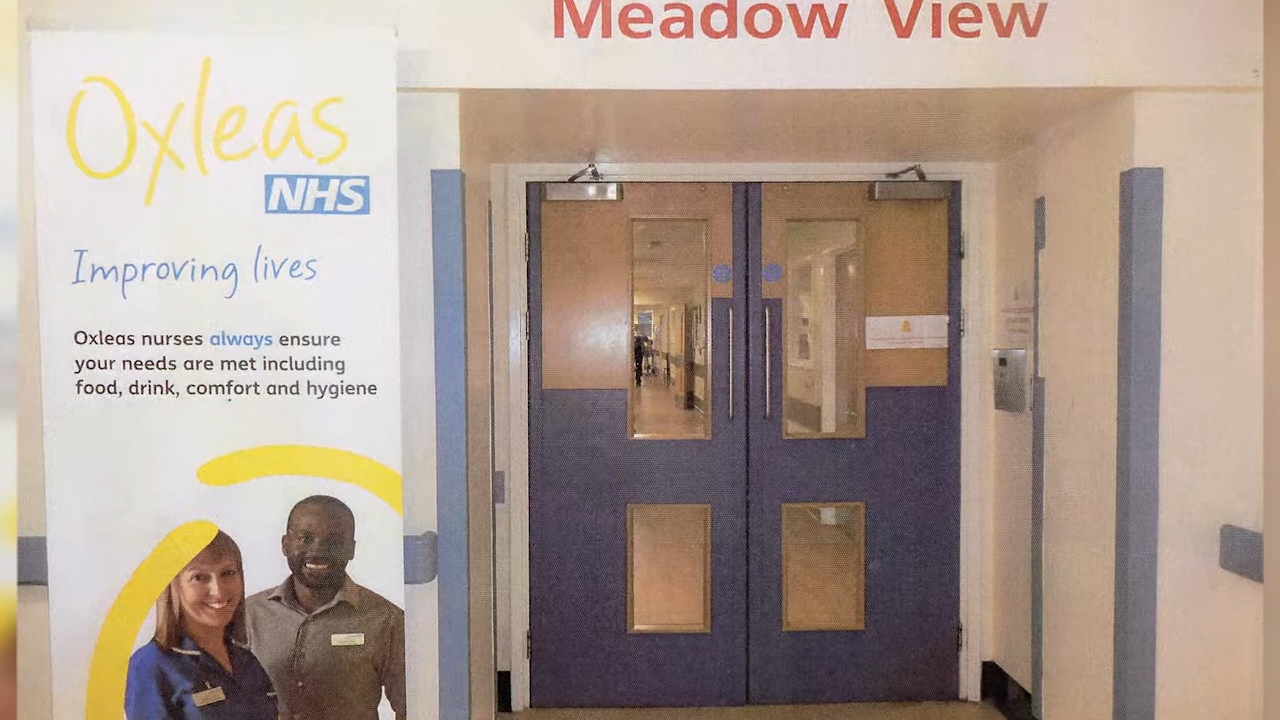 Meadow View
Oxleas
NHS
Improving lives
Oxleas nurses always ensure
your needs are met including
food, drink, comfort and hygiene